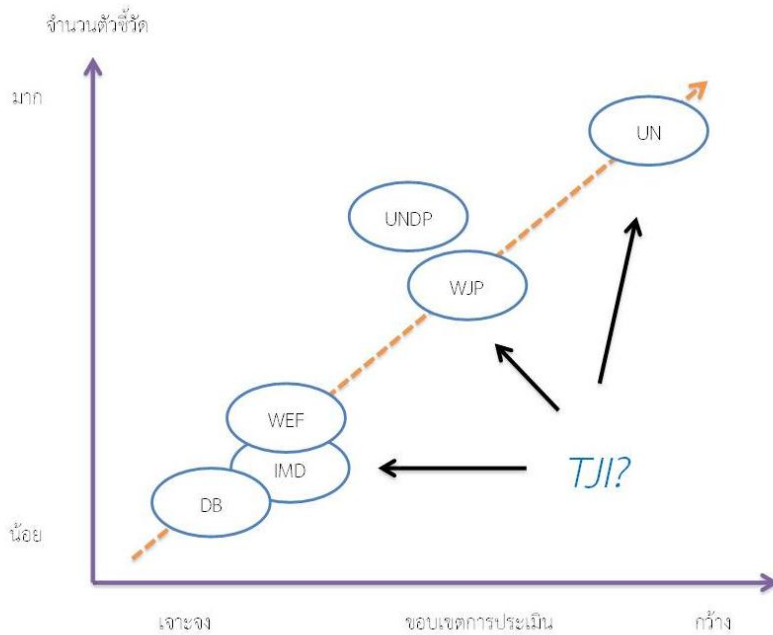 จำนวนตัวชี้วัด
มาก
UN
UNDP
WJP
WEF
IMD
TJI?
DB
น้อย
เจาะจง
ขอบเขตการประเมิน
กว้าง